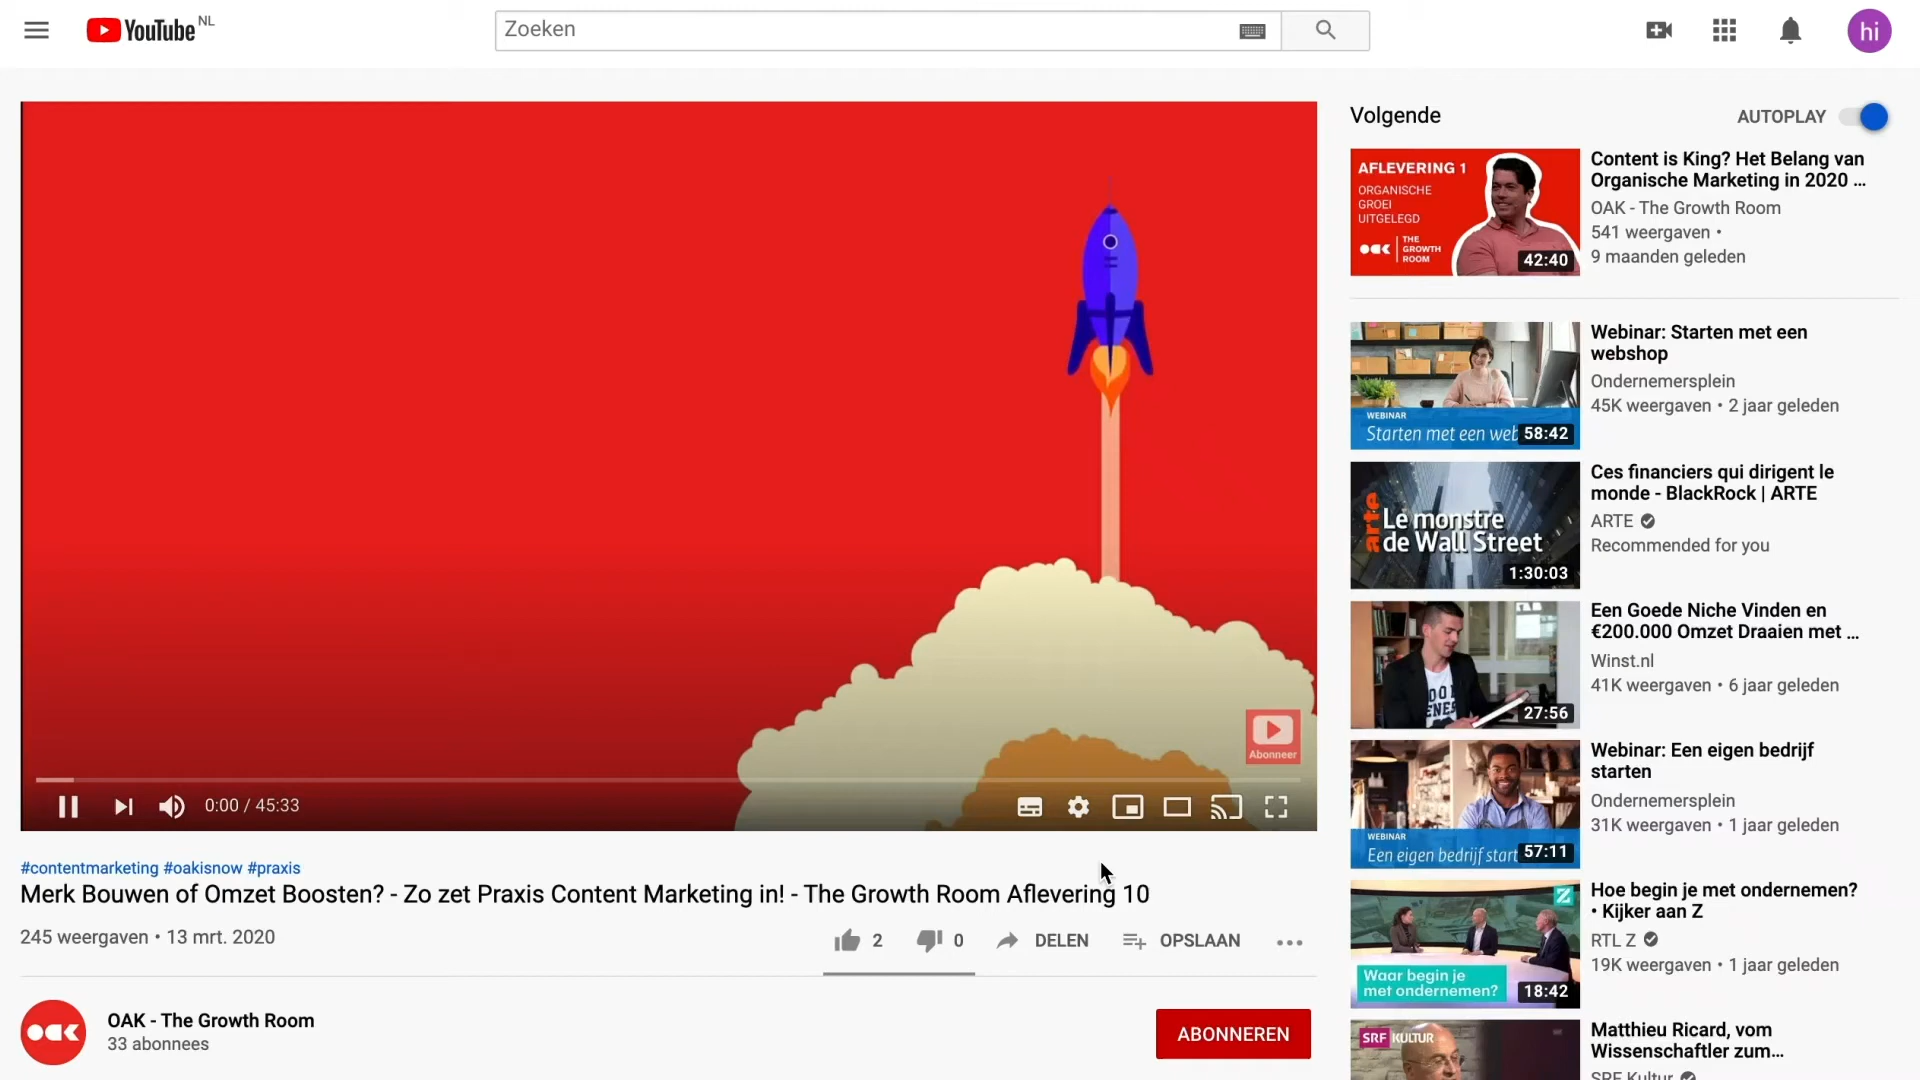 YouTube NL
Zoeken
hi
Volgende
AUTOPLAY
AFLEVERING 1
ORGANISCHE
GROEI
UITGELEGD
oak THE
GROWTH
ROOM
42:40
Content is King? Het Belang van
Organische Marketing in 2020 ...
OAK - The Growth Room
541 weergaven •
9 maanden geleden
WEBINAR
Starten met een web
58:42
Webinar: Starten met een
webshop
Ondernemersplein
45K weergaven • 2 jaar geleden
arte
Le monstre
de Wall Street
1:30:03
Ces financiers qui dirigent le
monde - BlackRock | ARTE
ARTE
Recommended for you
27:56
Een Goede Niche Vinden en
€200.000 Omzet Draaien met ...
Winst.nl
41K weergaven • 6 jaar geleden
WEBINAR
Een eigen bedrijf start
57:11
Webinar: Een eigen bedrijf
starten
Ondernemersplein
31K weergaven • 1 jaar geleden
Z
Waar begin je
met ondernemen?
18:42
Hoe begin je met ondernemen?
• Kijker aan Z
RTL Z
19K weergaven • 1 jaar geleden
SRF KULTUR
Matthieu Ricard, vom
Wissenschaftler zum...
SRF Kultur
Abonneer
0:00 / 45:33
#contentmarketing #oakisnow #praxis
Merk Bouwen of Omzet Boosten? - Zo zet Praxis Content Marketing in! - The Growth Room Aflevering 10
245 weergaven • 13 mrt. 2020
2
0
DELEN
OPSLAAN
oak
OAK - The Growth Room
33 abonnees
ABONNEREN